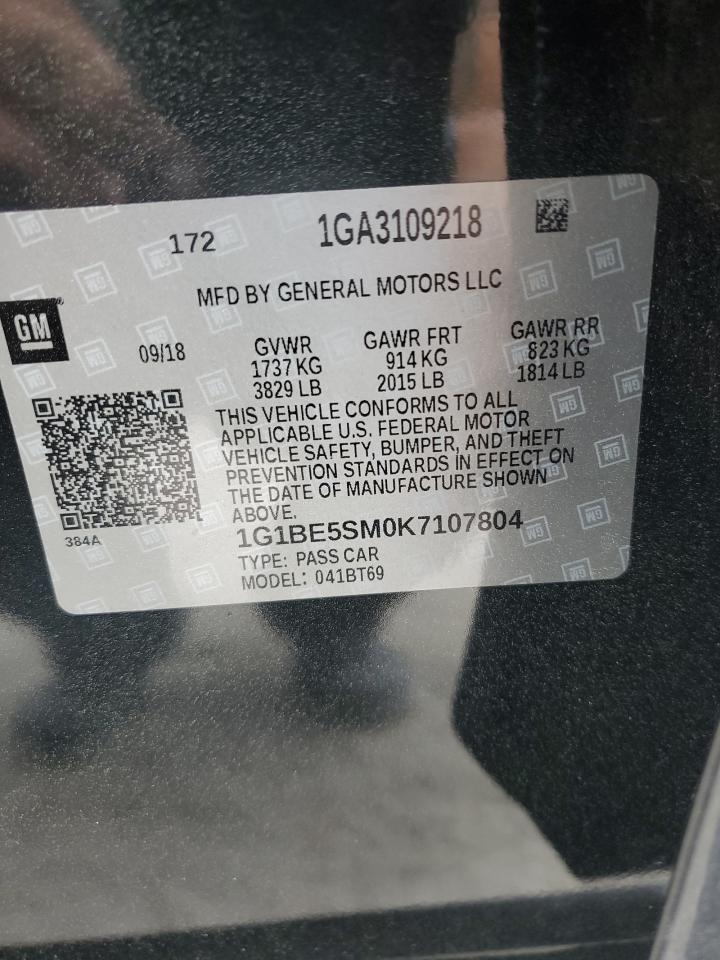 172 1GA3109218
MFD BY GENERAL MOTORS LLC
GM
09/18 GVWR GAWR FRT GAWR RR
1737 KG 914 KG 823 KG
3829 LB 2015 LB 1814 LB
THIS VEHICLE CONFORMS TO ALL
APPLICABLE U.S. FEDERAL MOTOR
VEHICLE SAFETY, BUMPER, AND THEFT
PREVENTION STANDARDS IN EFFECT ON
THE DATE OF MANUFACTURE SHOWN
ABOVE.
384A
1G1BE5SM0K7107804
TYPE: PASS CAR
MODEL: 041BT69